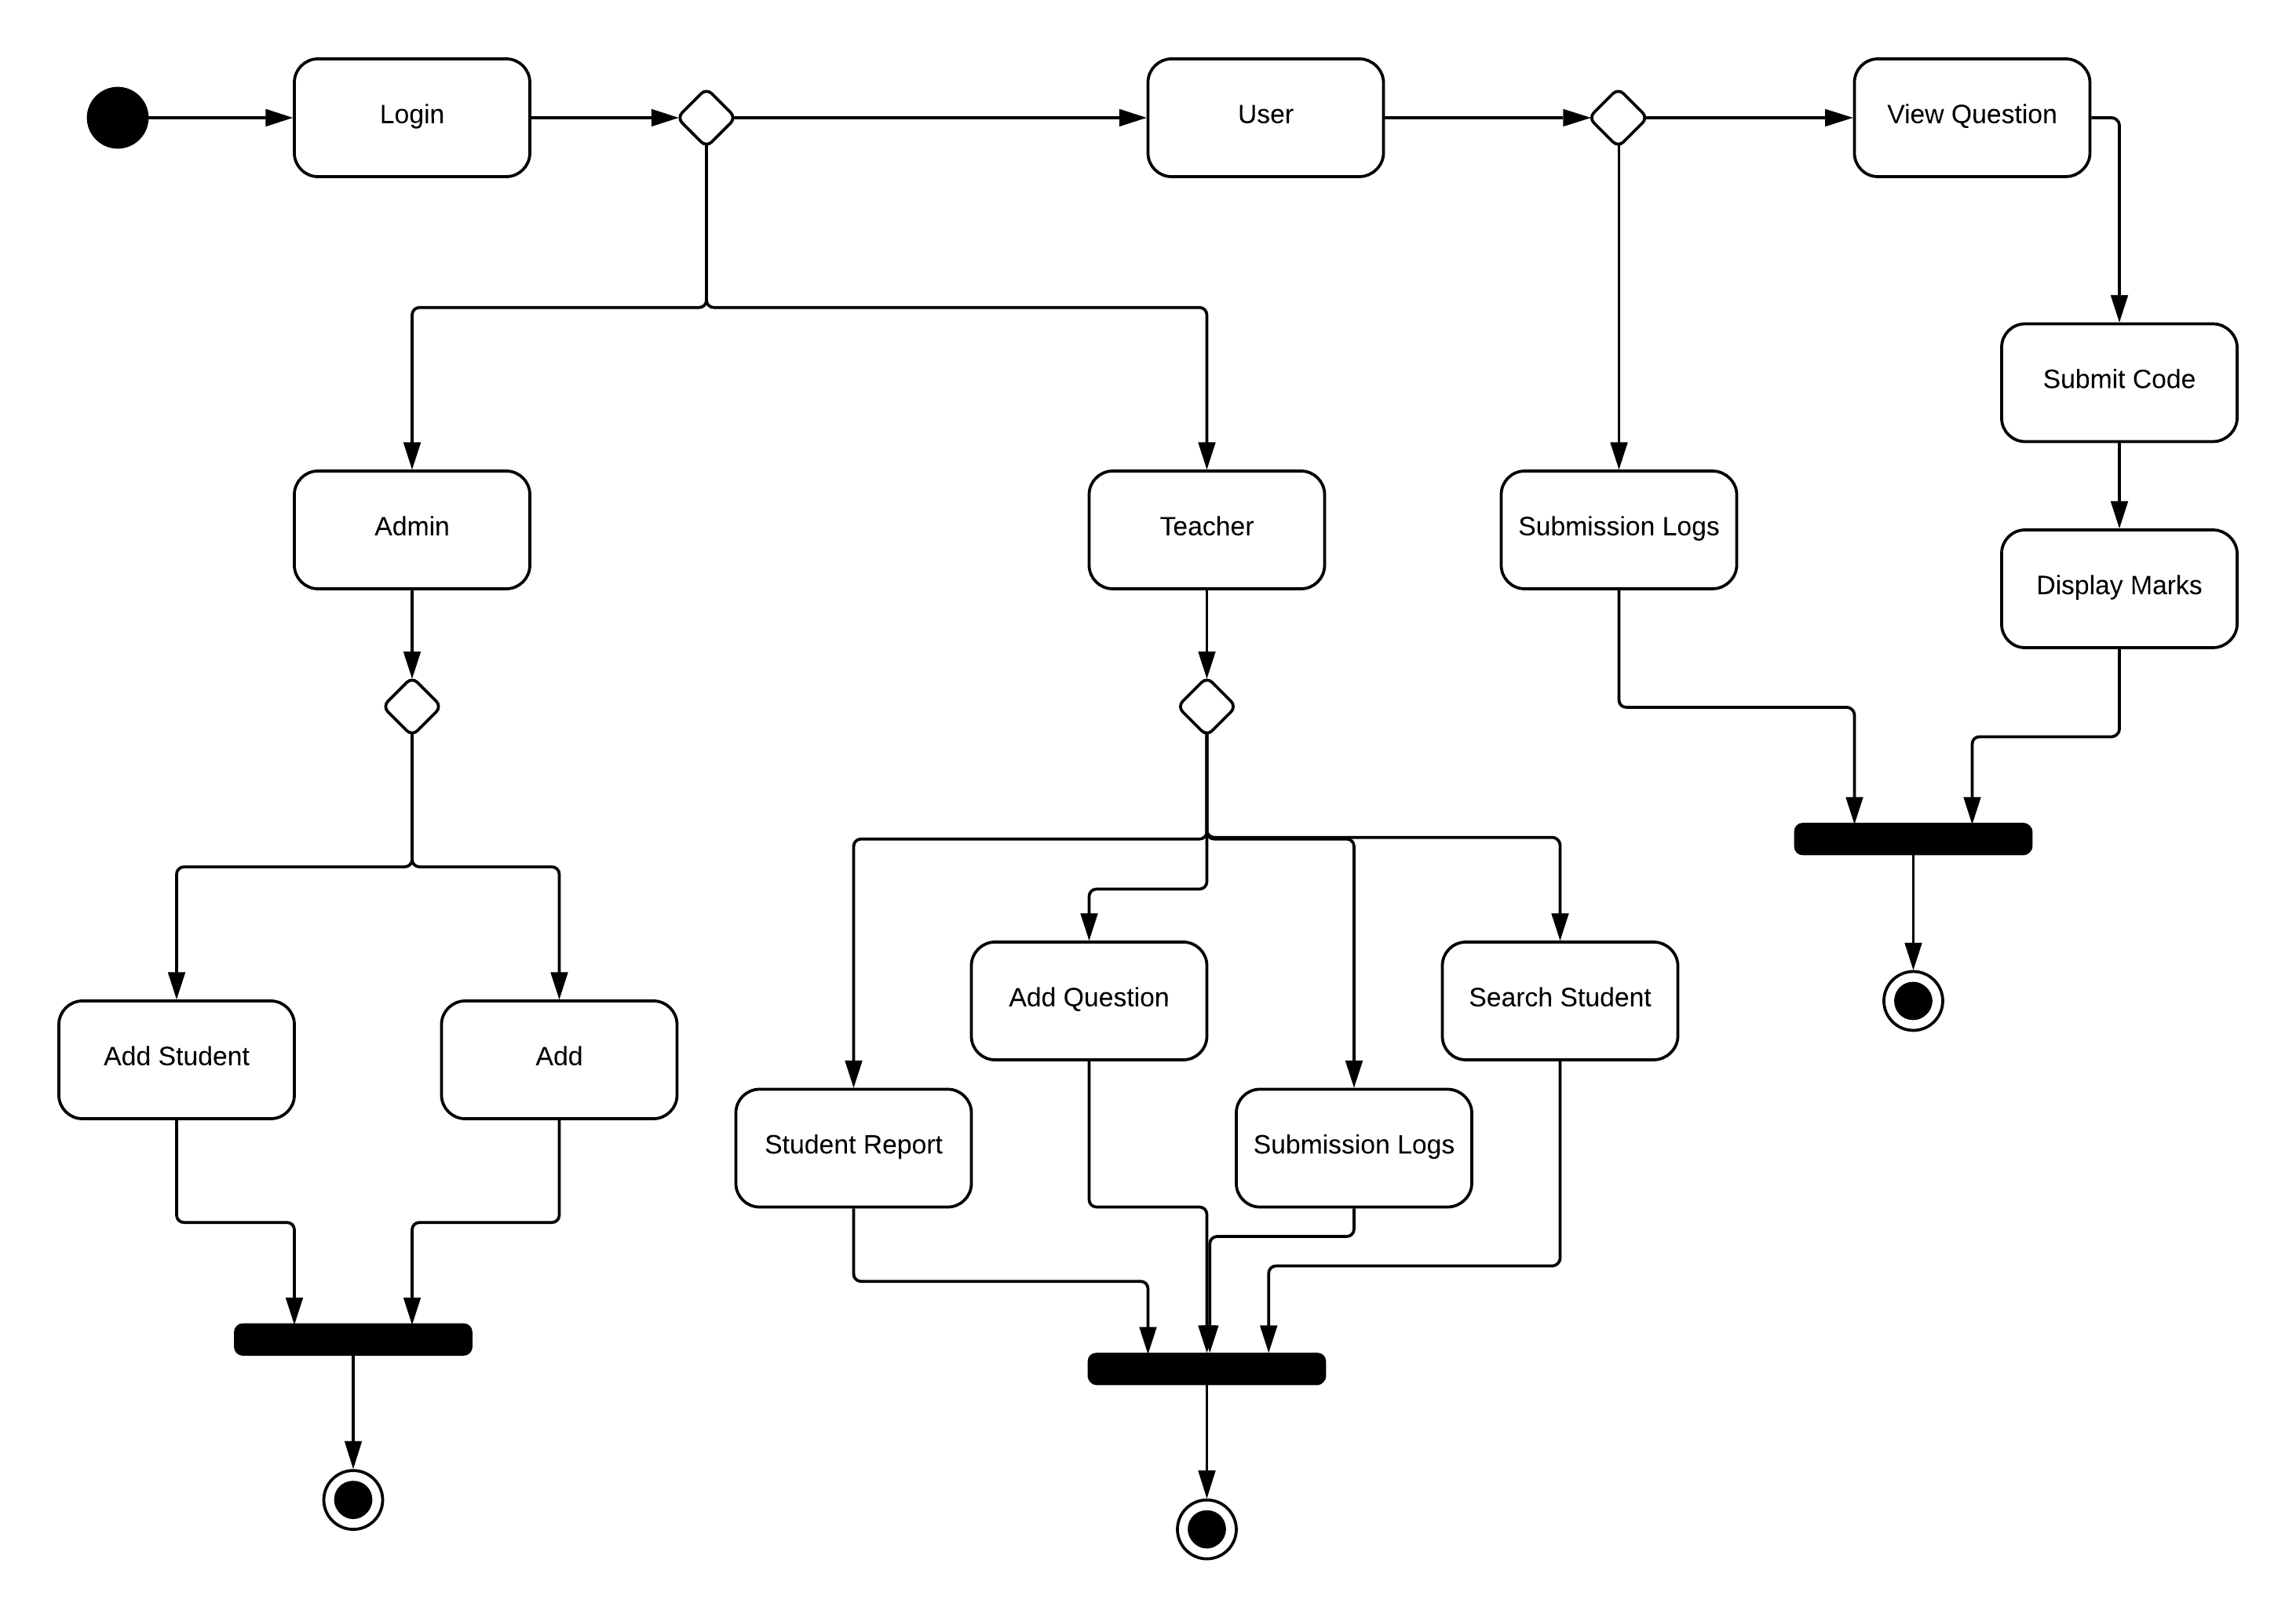 Login
User
View Question
Submit Code
Admin
Teacher
Submission Logs
Display Marks
Add Question
Search Student
Add Student
Add
Student Report
Submission Logs